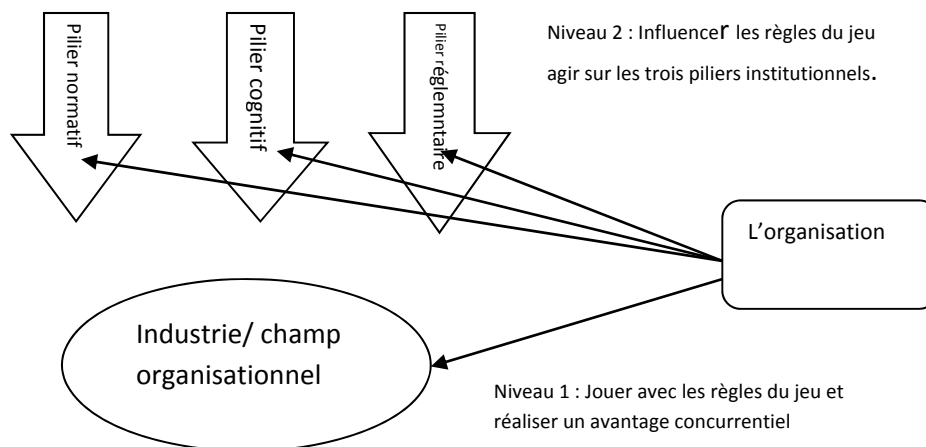 Pilier normatif
Pilier cognitif
Pilier réglemntaire
Niveau 2 : Influencer les règles du jeu
agir sur les trois piliers institutionnels.
L'organisation
Industrie/ champ
organisationnel
Niveau 1 : Jouer avec les règles du jeu et
réaliser un avantage concurrentiel